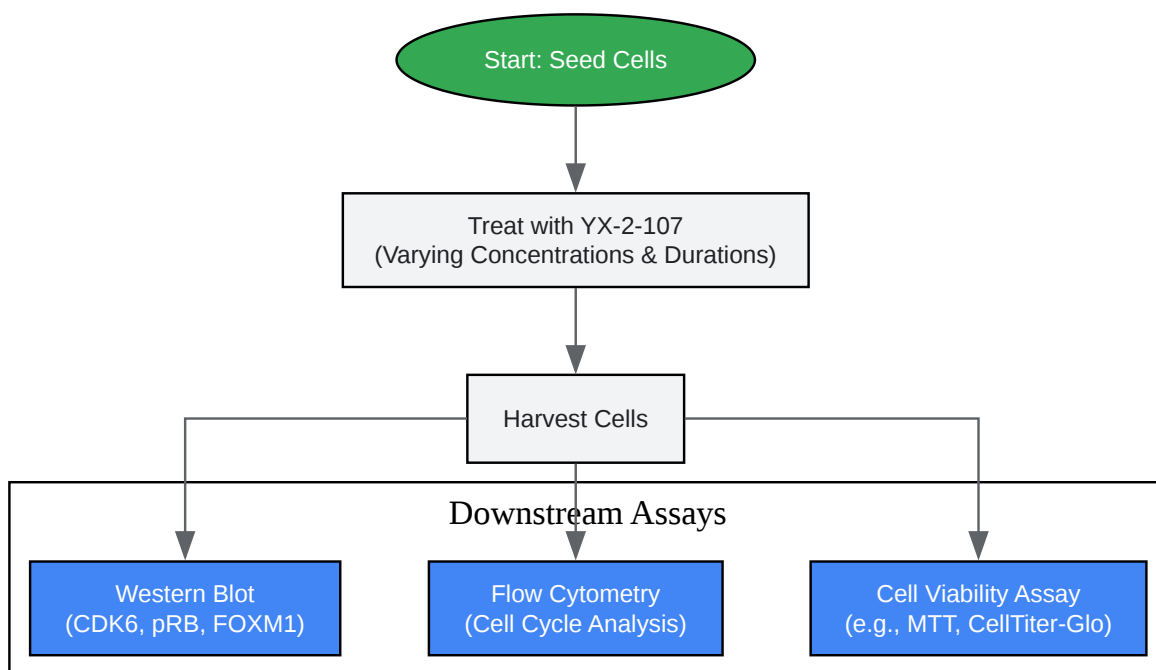 Start: Seed Cells
Treat with YX-2-107
(Varying Concentrations & Durations)
Harvest Cells
Downstream Assays
Western Blot
(CDK6, pRB, FOXM1)
Flow Cytometry
(Cell Cycle Analysis)
Cell Viability Assay
(e.g., MTT, CellTiter-Glo)